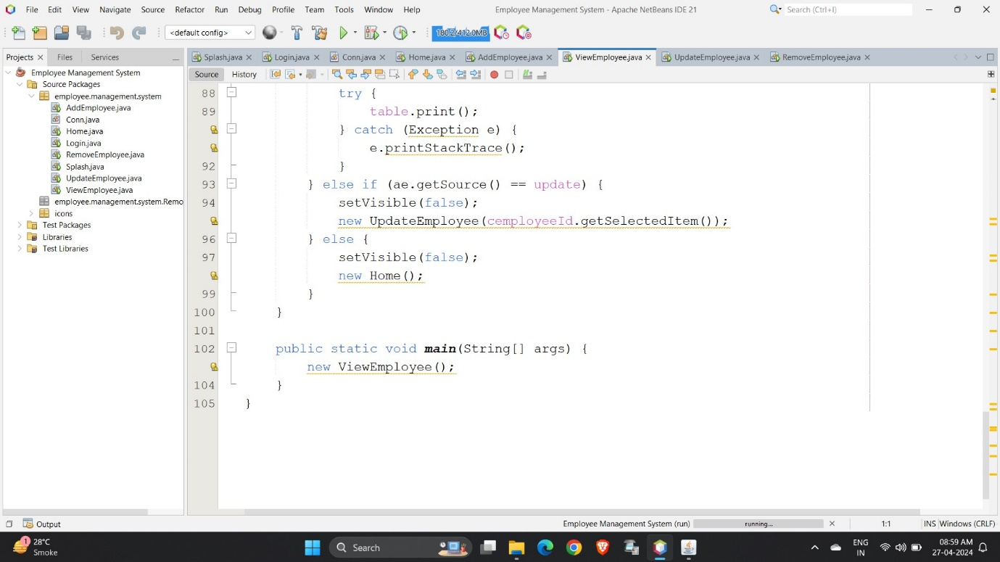 File Edit View Navigate Source Refactor Run Debug Profile Team Tools Window Help
Employee Management System - Apache NetBeans IDE 21
Search (Ctrl+I)
<default config>
180.2/412.0MB
Projects Files Services
Splash.java Login.java Conn.java Home.java AddEmployee.java ViewEmployee.java UpdateEmployee.java RemoveEmployee.java
Source History
Employee Management System
Source Packages
employee.management.system
AddEmployee.java
Conn.java
Home.java
Login.java
RemoveEmployee.java
Splash.java
UpdateEmployee.java
ViewEmployee.java
employee.management.system.Remo
icons
Test Packages
Libraries
Test Libraries
88 try {
89 table.print();
} catch (Exception e) {
e.printStackTrace();
92 }
93 } else if (ae.getSource() == update) {
94 setVisible(false);
new UpdateEmployee(cemployeeId.getSelectedItem());
96 } else {
97 setVisible(false);
new Home();
99 }
100 }
101
102 public static void main(String[] args) {
new ViewEmployee();
104 }
105 }
Output
Employee Management System (run) running... 1:1 INS Windows (CRLF)
1
28°C
Smoke
Search
ENG
IN
08:59 AM
27-04-2024